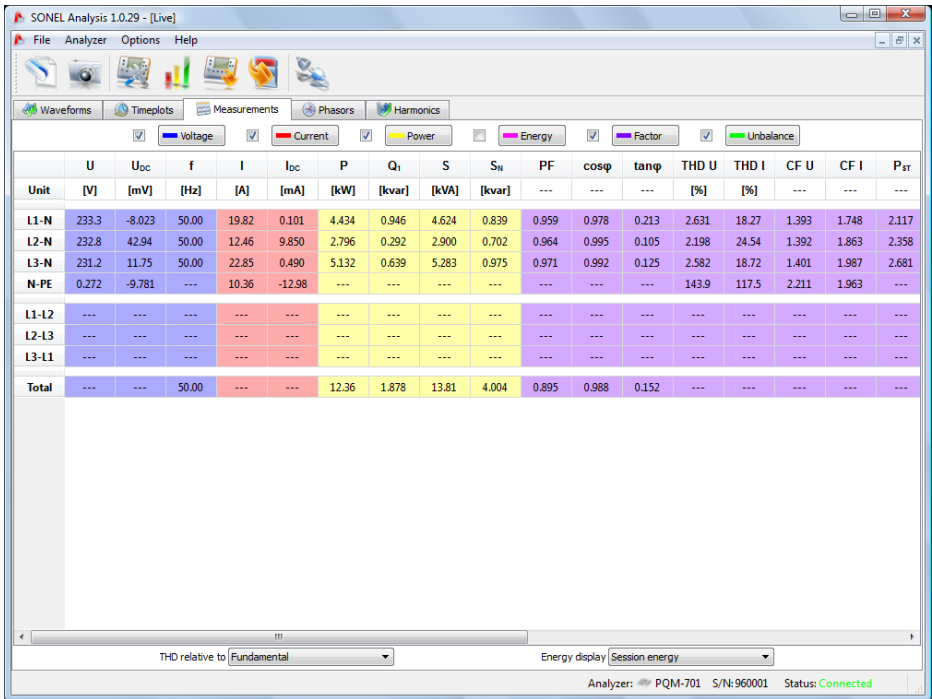 SONEL Analysis 1.0.29 - [Live]
File Analyzer Options Help
Waveforms Timeplots Measurements Phasors Harmonics
Voltage Current Power Energy Factor Unbalance
U UDC f I IDC P Q1 S SN PF cosφ tanφ THD U THD I CF U CF I PST
Unit [V] [mV] [Hz] [A] [mA] [kW] [kvar] [kVA] [kvar] --- --- --- [%] [%] --- --- ---
L1-N 233.3 -8.023 50.00 19.82 0.101 4.434 0.946 4.624 0.839 0.959 0.978 0.213 2.631 18.27 1.393 1.748 2.117
L2-N 232.8 42.94 50.00 12.46 9.850 2.796 0.292 2.900 0.702 0.964 0.995 0.105 2.198 24.54 1.392 1.863 2.358
L3-N 231.2 11.75 50.00 22.85 0.490 5.132 0.639 5.283 0.975 0.971 0.992 0.125 2.582 18.72 1.401 1.987 2.681
N-PE 0.272 -9.781 --- 10.36 -12.98 --- --- --- --- --- --- --- 143.9 117.5 2.211 1.963 ---
L1-L2 --- --- --- --- --- --- --- --- --- --- --- --- --- --- --- --- ---
L2-L3 --- --- --- --- --- --- --- --- --- --- --- --- --- --- --- --- ---
L3-L1 --- --- --- --- --- --- --- --- --- --- --- --- --- --- --- --- ---
Total --- --- 50.00 --- --- 12.36 1.878 13.81 4.004 0.895 0.988 0.152 --- --- --- --- ---
THD relative to Fundamental Energy display Session energy
Analyzer: PQM-701 S/N: 960001 Status: Connected